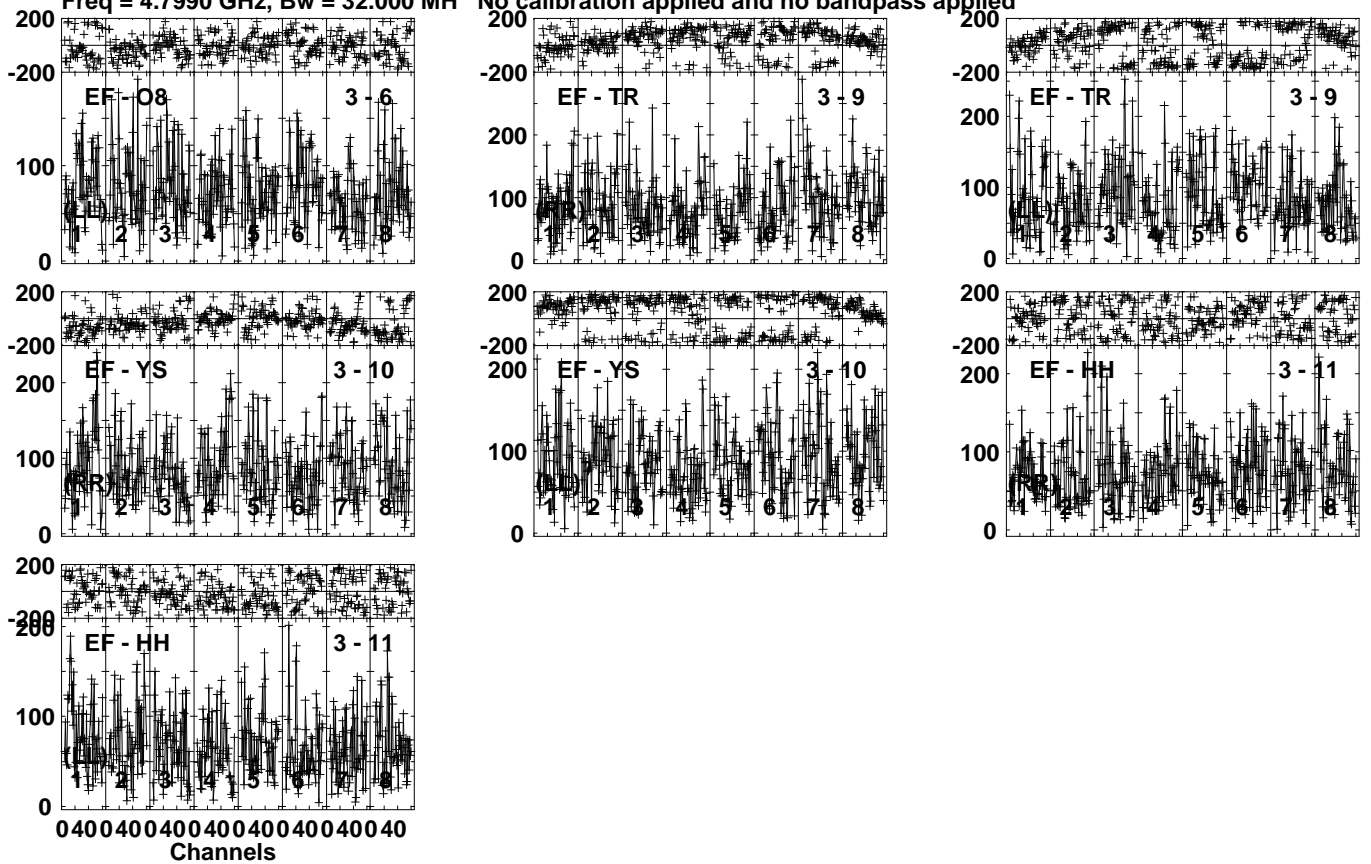 Freq = 4.7990 GHz, Bw = 32.000 MH No calibration applied and no bandpass applied
200
-200
EF - O8 3 - 6
100
(LL)
1 2 3 4 5 6 7 8
0
200
-200
EF - TR 3 - 9
200
100
(RR)
1 2 3 4 5 6 7 8
0
200
-200
EF - TR 3 - 9
200
100
(LL)
1 2 3 4 5 6 7 8
0
200
-200
EF - YS 3 - 10
200
100
(RR)
1 2 3 4 5 6 7 8
0
200
-200
EF - YS 3 - 10
200
100
(LL)
1 2 3 4 5 6 7 8
0
200
-200
EF - HH 3 - 11
200
100
(RR)
1 2 3 4 5 6 7 8
0
200
-200
200
EF - HH 3 - 11
100
(LL)
1 2 3 4 5 6 7 8
0
0 40 0 40 0 40 0 40 0 40 0 40 0 40 0 40
Channels